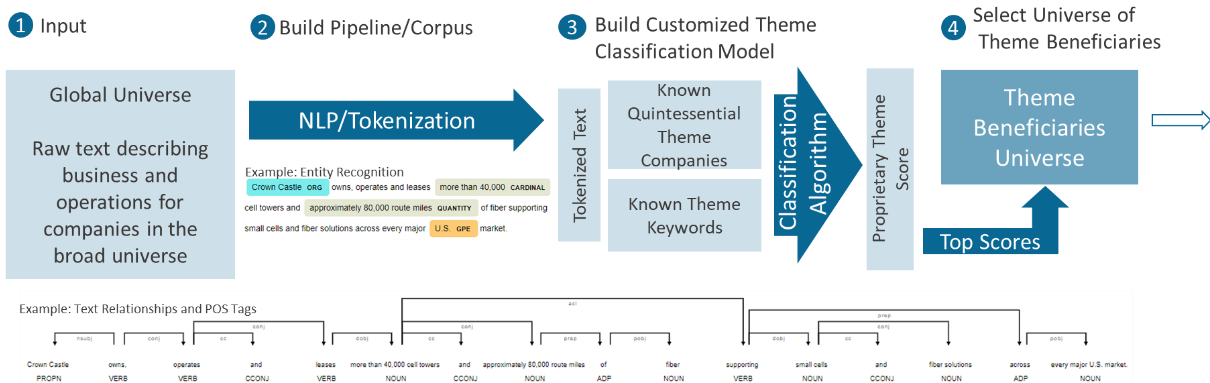 1 Input
Global Universe
Raw text describing
business and
operations for
companies in the
broad universe
2 Build Pipeline/Corpus
NLP/Tokenization
Example: Entity Recognition
Crown Castle ORG owns, operates and leases more than 40,000 CARDINAL
cell towers and approximately 80,000 route miles QUANTITY of fiber supporting
small cells and fiber solutions across every major U.S. GPE market.
3 Build Customized Theme
Classification Model
Tokenized Text
Known
Quintessential
Theme
Companies
Known Theme
Keywords
Classification
Algorithm
Proprietary Theme
Score
4 Select Universe of
Theme Beneficiaries
Theme
Beneficiaries
Universe
Top Scores
Example: Text Relationships and POS Tags
acl
prep
conj conj conj
nsubj conj cc dobj cc prep pobj dobj cc pobj
Crown Castle owns, operates and leases more than 40,000 cell towers and approximately 80,000 route miles of fiber supporting small cells and fiber solutions across every major U.S. market.
PROPN VERB VERB CCONJ VERB NOUN CCONJ NOUN ADP NOUN VERB NOUN CCONJ NOUN ADP NOUN